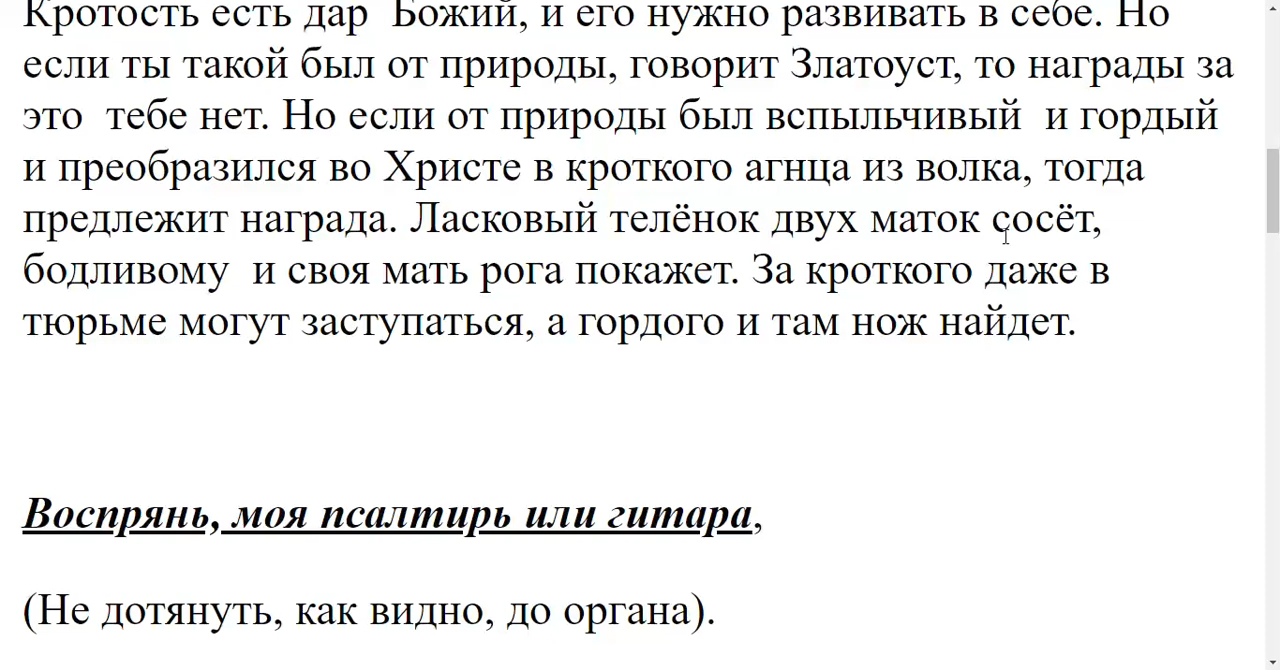 Кротость есть дар  Божий, и его нужно развивать в себе. Но
если ты такой был от природы, говорит Златоуст, то награды за
это  тебе нет. Но если от природы был вспыльчивый  и гордый
и преобразился во Христе в кроткого агнца из волка, тогда
предлежит награда. Ласковый телёнок двух маток сосёт,
бодливому  и своя мать рога покажет. За кроткого даже в
тюрьме могут заступаться, а гордого и там нож найдет.
Воспрянь, моя псалтирь или гитара,
(Не дотянуть, как видно, до органа).